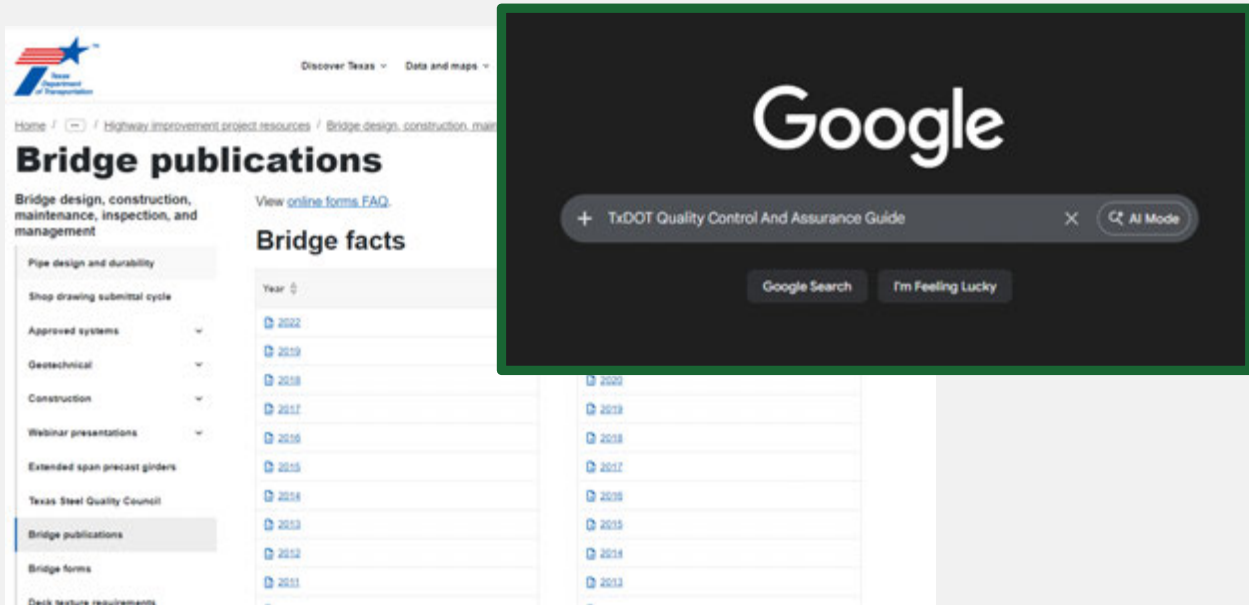 Texas
Department
of Transportation
Discover Texas
Data and maps
Home / ... / Highway improvement project resources / Bridge design, construction, main
Bridge publications
Bridge design, construction,
maintenance, inspection, and
management
Pipe design and durability
Shop drawing submittal cycle
Approved systems
Geotechnical
Construction
Webinar presentations
Extended span precast girders
Texas Steel Quality Council
Bridge publications
Bridge forms
Deck texture requirements
View online forms FAQ.
Bridge facts
Year
2022
2019
2018
2017
2016
2015
2014
2013
2012
2011
2020
2019
2018
2017
2016
2015
2014
2013
Google
+ TxDOT Quality Control And Assurance Guide
AI Mode
Google Search
I'm Feeling Lucky